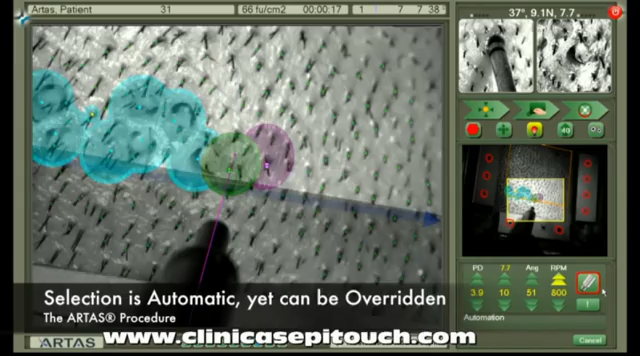 Artas, Patient 31 66 fu/cm2 00:00:17 1 7 7 38
37°, 9.1N, 7.7
40
PD 7.7 Ang RPM
3.9 10 51 800
Automation
Selection is Automatic, yet can be Overridden
The ARTAS® Procedure
www.clinicasepitouch.com
ARTAS
Cancel